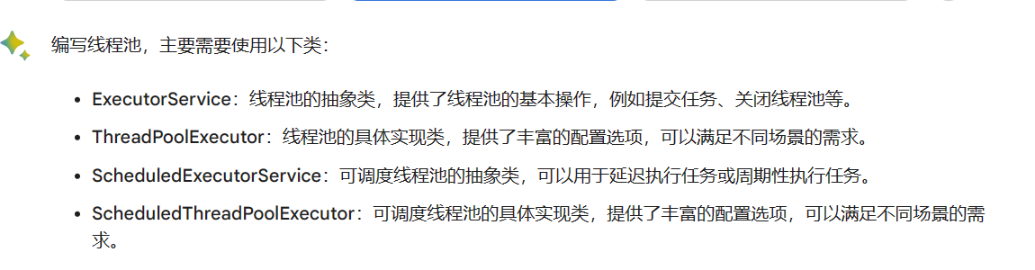 编写线程池，主要需要使用以下类：
• ExecutorService：线程池的抽象类，提供了线程池的基本操作，例如提交任务、关闭线程池等。
• ThreadPoolExecutor：线程池的具体实现类，提供了丰富的配置选项，可以满足不同场景的需求。
• ScheduledExecutorService：可调度线程池的抽象类，可以用于延迟执行任务或周期性执行任务。
• ScheduledThreadPoolExecutor：可调度线程池的具体实现类，提供了丰富的配置选项，可以满足不同场景的需
求。